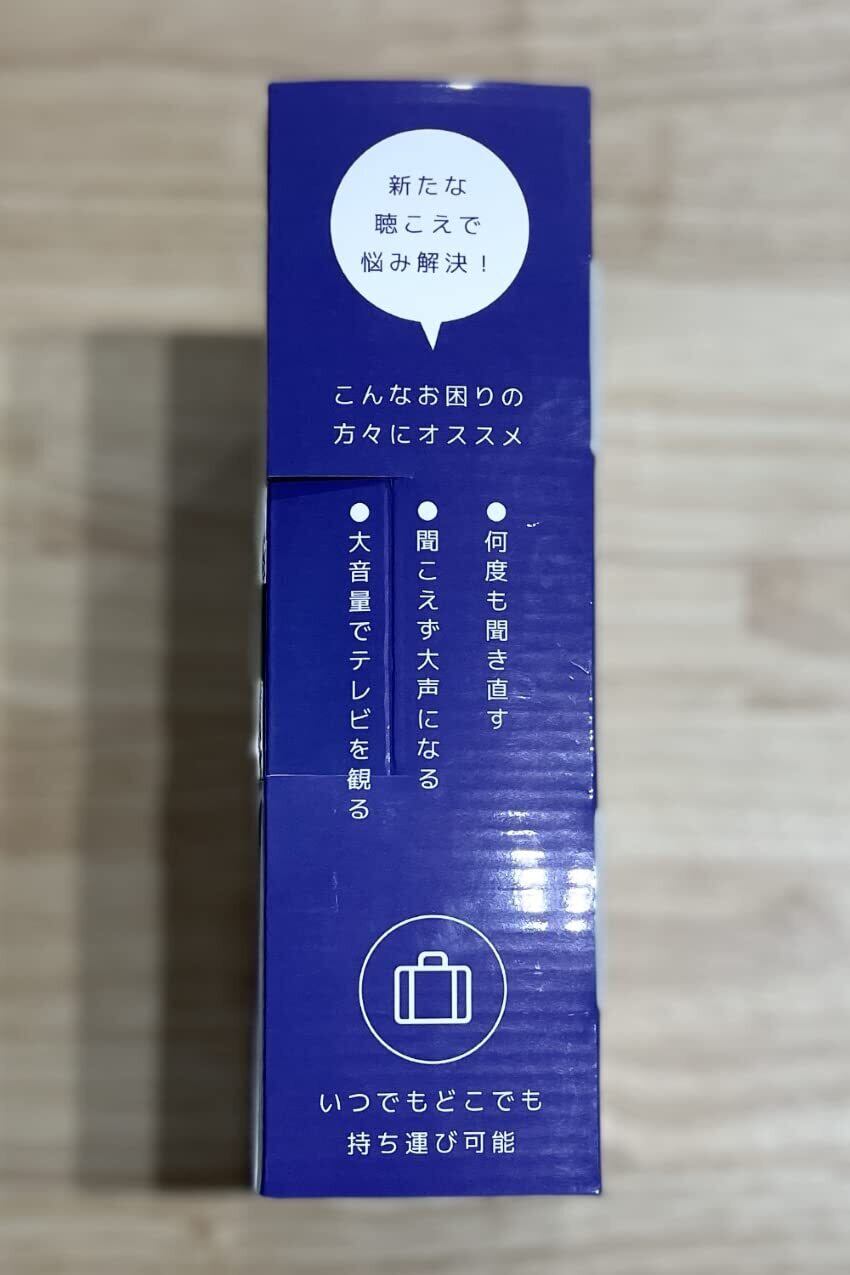 新たな
聴こえで
悩み解決！
こんなお困りの
方々にオススメ
●何度も聞き直す
●聞こえず大声になる
●大音量でテレビを観る
いつでもどこでも
持ち運び可能